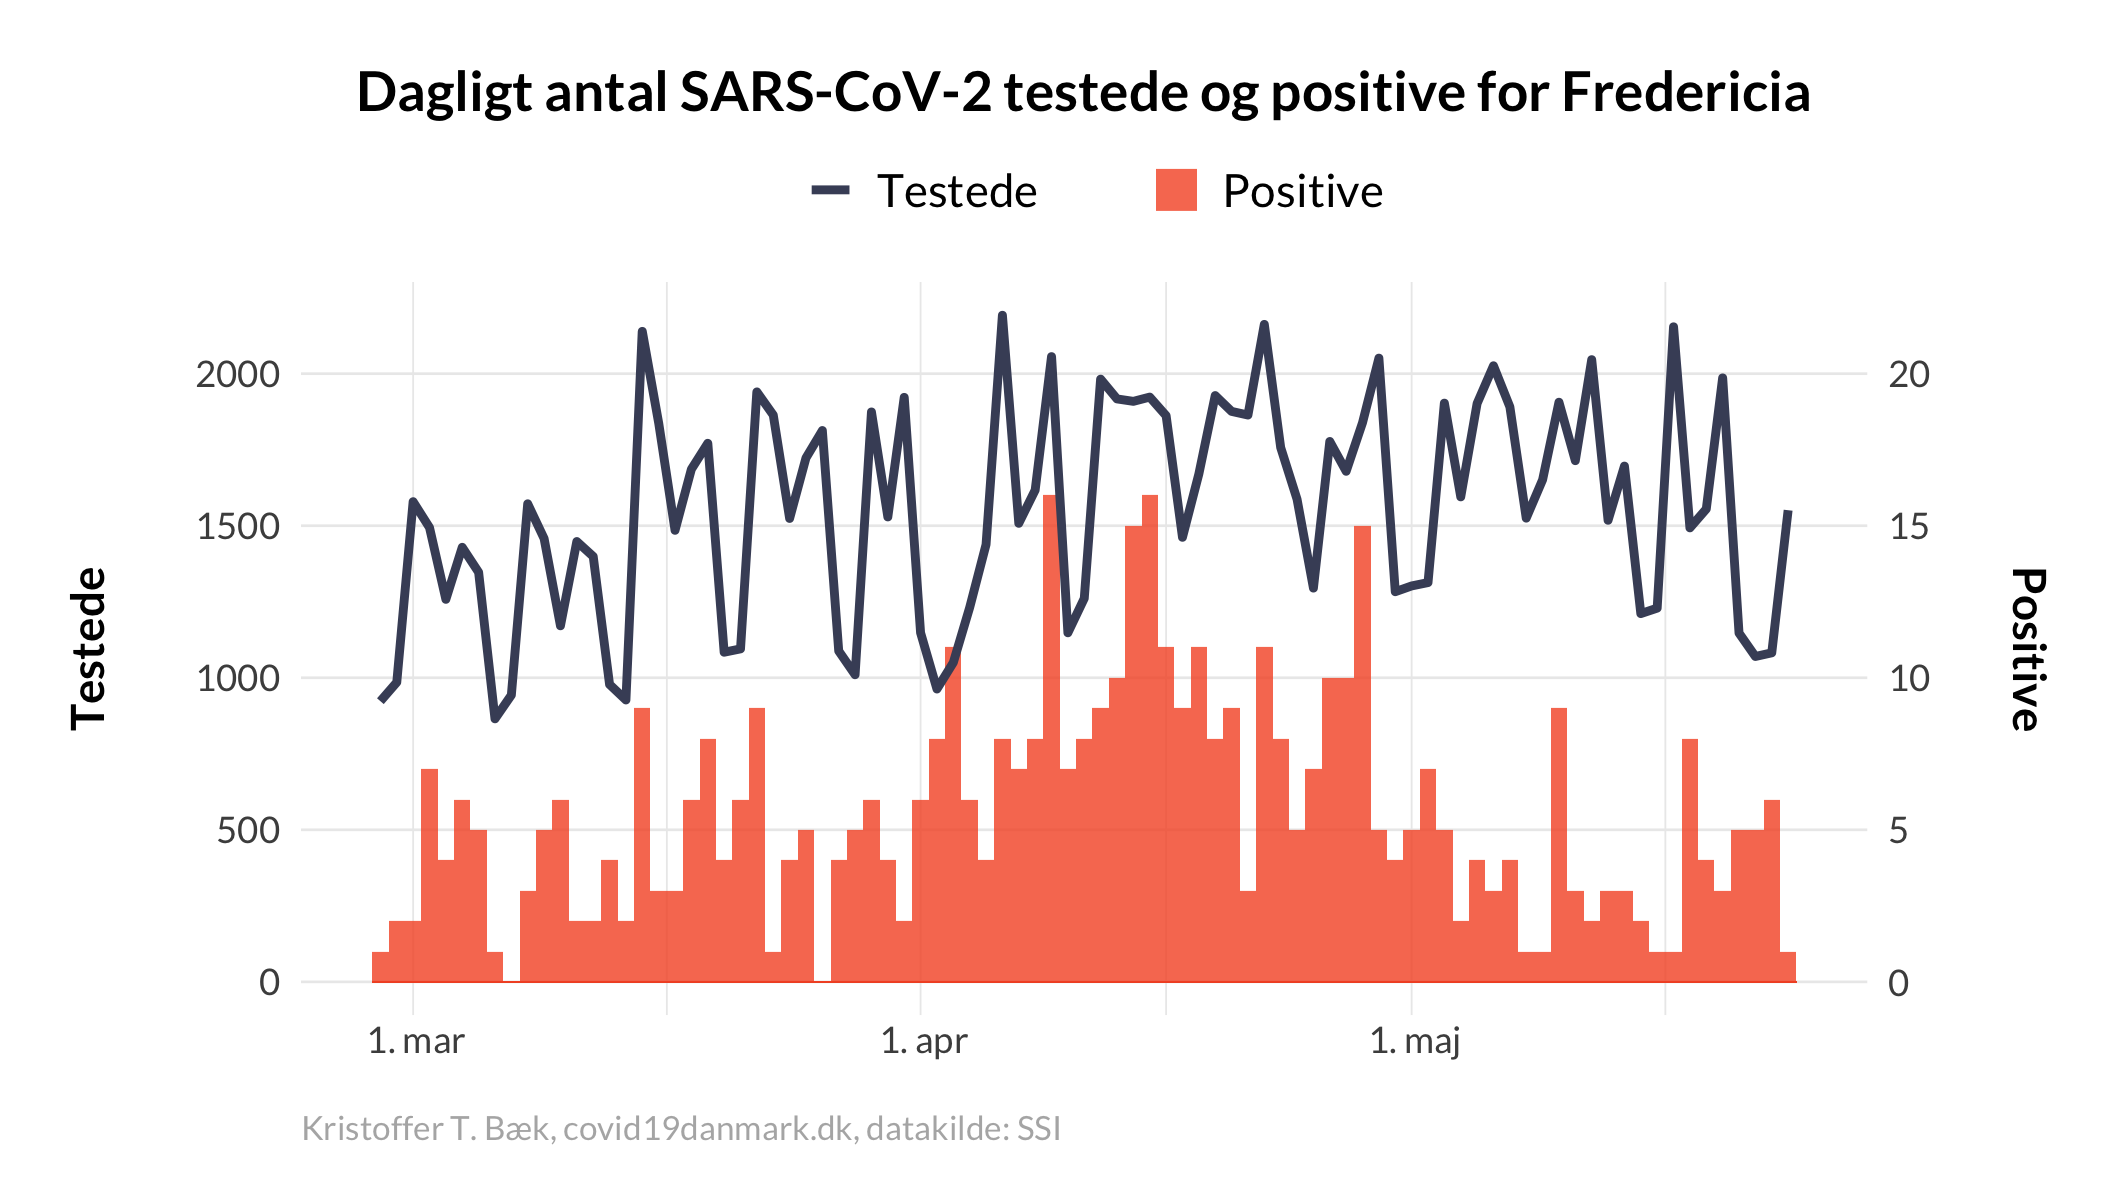 Dagligt antal SARS-CoV-2 testede og positive for Fredericia
Testede
Positive
2000
1500
1000
500
0
Testede
20
15
10
5
0
Positive
1. mar
1. apr
1. maj
Kristoffer T. Bæk, covid19danmark.dk, datakilde: SSI